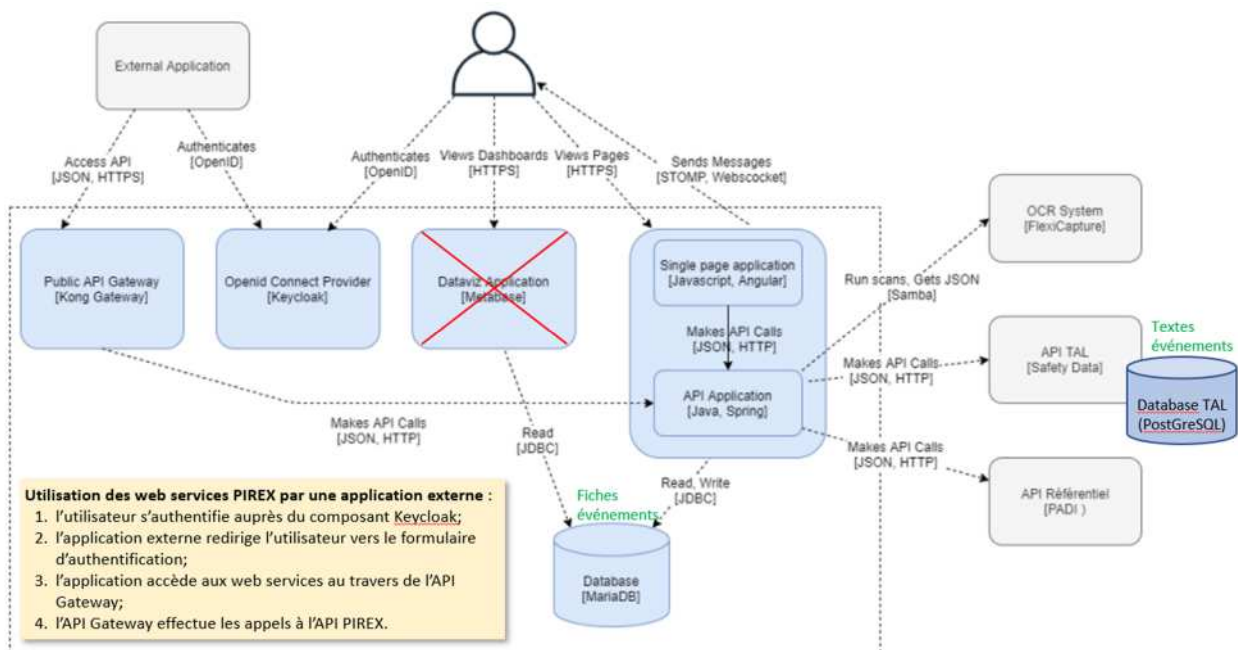 External Application
Access API
[JSON, HTTPS]
Authenticates
[OpenID]
Authenticates
[OpenID]
Views Dashboards
[HTTPS]
Views Pages
[HTTPS]
Sends Messages
[STOMP, Webscocket]
Public API Gateway
[Kong Gateway]
Openid Connect Provider
[Keycloak]
Dataviz Application
[Metabase]
Single page application
[Javascript, Angular]
Makes API Calls
[JSON, HTTP]
API Application
[Java, Spring]
OCR System
[FlexiCapture]
Run scans, Gets JSON
[Samba]
Makes API Calls
[JSON, HTTP]
API TAL
[Safety Data]
Textes
événements
Database TAL
(PostGreSQL)
Makes API Calls
[JSON, HTTP]
API Référentiel
[PADI )
Makes API Calls
[JSON, HTTP]
Read
[JDBC]
Read, Write
[JDBC]
Fiches
événements
Database
[MariaDB]
Utilisation des web services PIREX par une application externe :
1. l'utilisateur s'authentifie auprès du composant Keycloak;
2. l'application externe redirige l'utilisateur vers le formulaire
d'authentification;
3. l'application accède aux web services au travers de l'API
Gateway;
4. l'API Gateway effectue les appels à l'API PIREX.